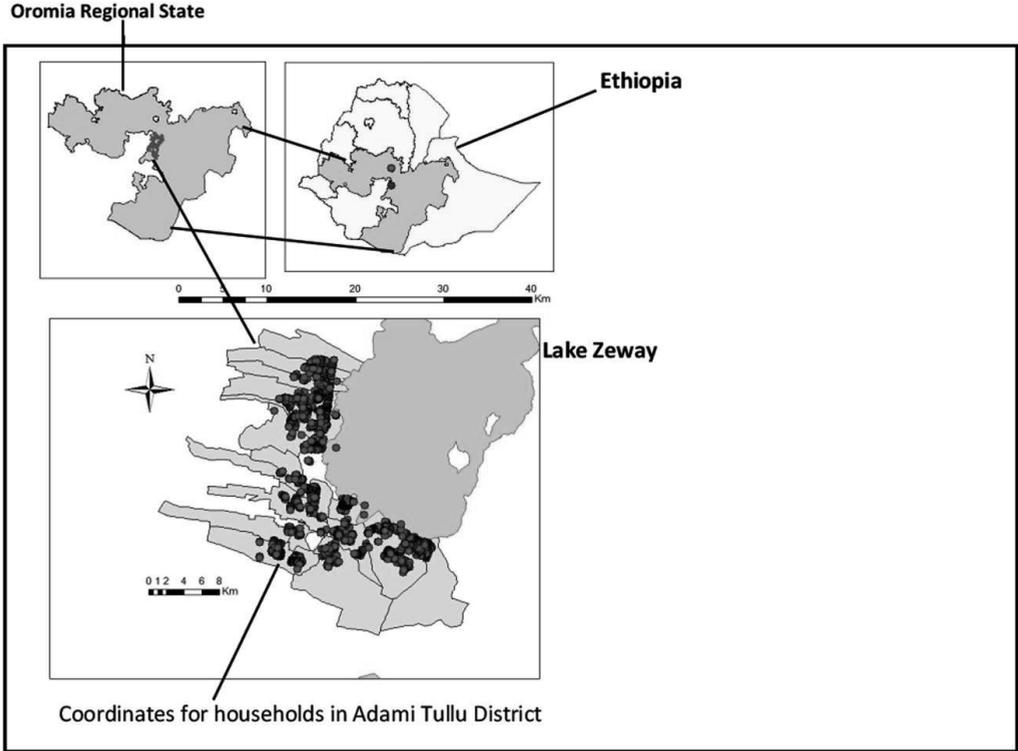 Oromia Regional State
Ethiopia
0 5 10 20 30 40
Km
Lake Zeway
N
0 1 2 4 6 8
Km
Coordinates for households in Adami Tullu District